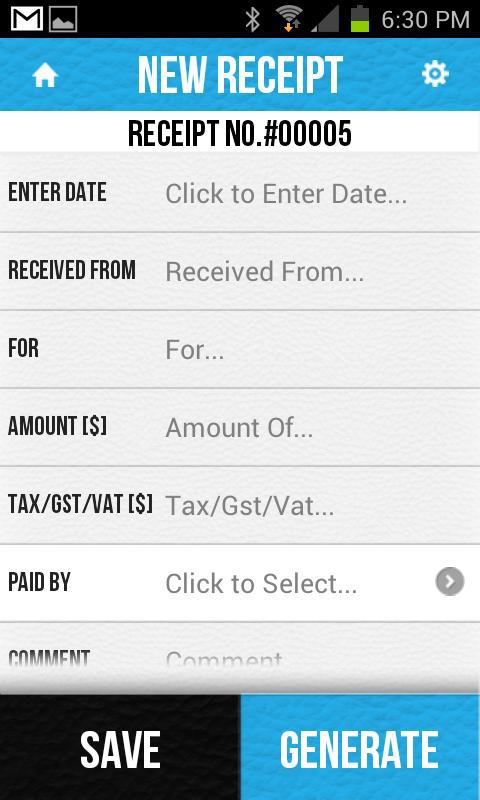 6:30 PM
NEW RECEIPT
RECEIPT NO.#00005
ENTER DATE Click to Enter Date...
RECEIVED FROM Received From...
FOR For...
AMOUNT [$] Amount Of...
TAX/GST/VAT [$] Tax/Gst/Vat...
PAID BY Click to Select...
COMMENT Comment
SAVE GENERATE